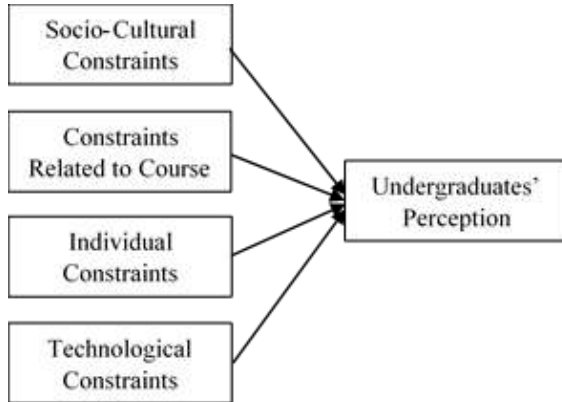 Socio-Cultural
Constraints
Constraints
Related to Course
Individual
Constraints
Technological
Constraints
Undergraduates’
Perception